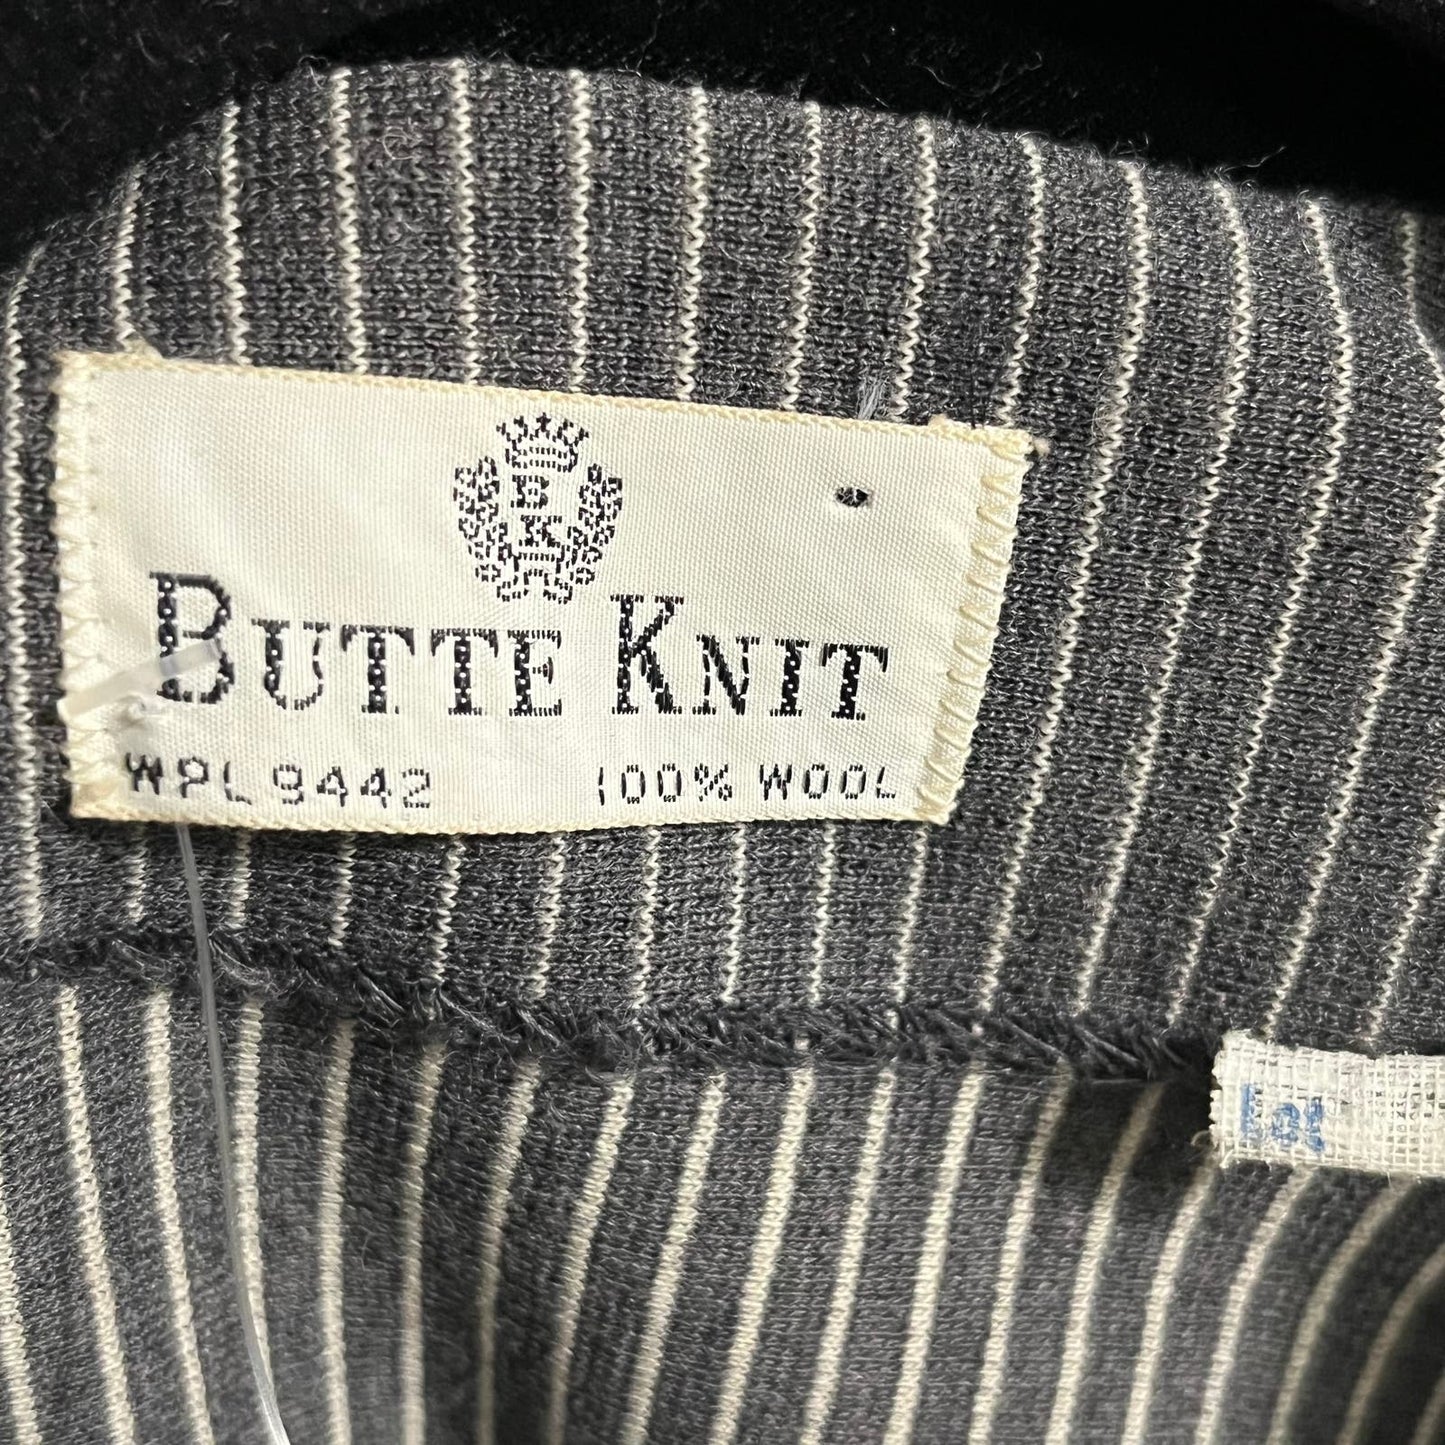 B
K
BUTTE KNIT
WPL 9442 100% WOOL